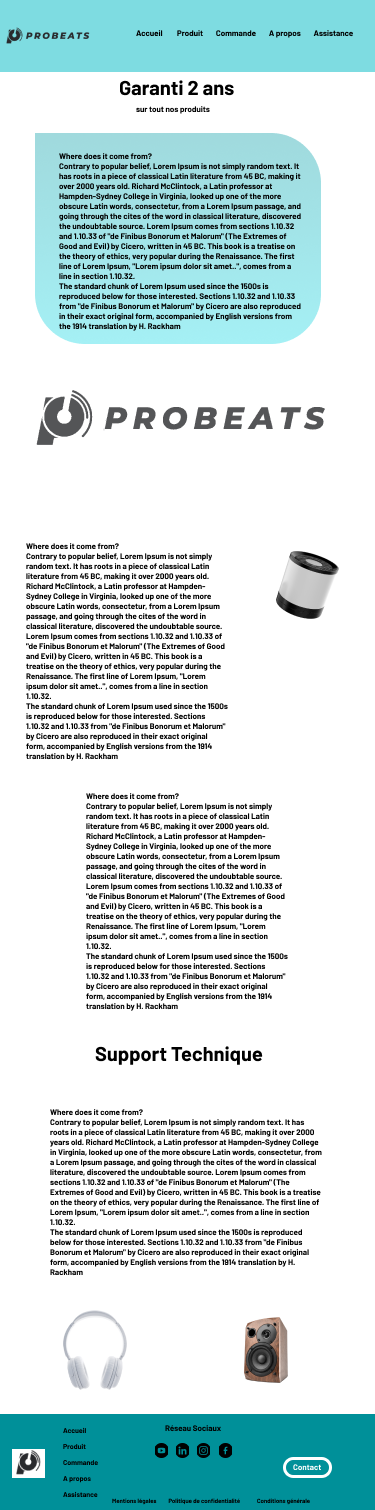 PROBEATS
Accueil Produit Commande A propos Assistance
Garanti 2 ans
sur tout nos produits
Where does it come from?
Contrary to popular belief, Lorem Ipsum is not simply random text. It
has roots in a piece of classical Latin literature from 45 BC, making it
over 2000 years old. Richard McClintock, a Latin professor at
Hampden-Sydney College in Virginia, looked up one of the more
obscure Latin words, consectetur, from a Lorem Ipsum passage, and
going through the cites of the word in classical literature, discovered
the undoubtable source. Lorem Ipsum comes from sections 1.10.32
and 1.10.33 of "de Finibus Bonorum et Malorum" (The Extremes of
Good and Evil) by Cicero, written in 45 BC. This book is a treatise on
the theory of ethics, very popular during the Renaissance. The first
line of Lorem Ipsum, "Lorem ipsum dolor sit amet..", comes from a
line in section 1.10.32.
The standard chunk of Lorem Ipsum used since the 1500s is
reproduced below for those interested. Sections 1.10.32 and 1.10.33
from "de Finibus Bonorum et Malorum" by Cicero are also reproduced
in their exact original form, accompanied by English versions from
the 1914 translation by H. Rackham
PROBEATS
Where does it come from?
Contrary to popular belief, Lorem Ipsum is not simply
random text. It has roots in a piece of classical Latin
literature from 45 BC, making it over 2000 years old.
Richard McClintock, a Latin professor at Hampden-
Sydney College in Virginia, looked up one of the more
obscure Latin words, consectetur, from a Lorem Ipsum
passage, and going through the cites of the word in
classical literature, discovered the undoubtable source.
Lorem Ipsum comes from sections 1.10.32 and 1.10.33 of
"de Finibus Bonorum et Malorum" (The Extremes of Good
and Evil) by Cicero, written in 45 BC. This book is a
treatise on the theory of ethics, very popular during the
Renaissance. The first line of Lorem Ipsum, "Lorem
ipsum dolor sit amet..", comes from a line in section
1.10.32.
The standard chunk of Lorem Ipsum used since the 1500s
is reproduced below for those interested. Sections
1.10.32 and 1.10.33 from "de Finibus Bonorum et Malorum"
by Cicero are also reproduced in their exact original
form, accompanied by English versions from the 1914
translation by H. Rackham
Where does it come from?
Contrary to popular belief, Lorem Ipsum is not simply
random text. It has roots in a piece of classical Latin
literature from 45 BC, making it over 2000 years old.
Richard McClintock, a Latin professor at Hampden-
Sydney College in Virginia, looked up one of the more
obscure Latin words, consectetur, from a Lorem Ipsum
passage, and going through the cites of the word in
classical literature, discovered the undoubtable source.
Lorem Ipsum comes from sections 1.10.32 and 1.10.33 of
"de Finibus Bonorum et Malorum" (The Extremes of Good
and Evil) by Cicero, written in 45 BC. This book is a
treatise on the theory of ethics, very popular during the
Renaissance. The first line of Lorem Ipsum, "Lorem
ipsum dolor sit amet..", comes from a line in section
1.10.32.
The standard chunk of Lorem Ipsum used since the 1500s
is reproduced below for those interested. Sections
1.10.32 and 1.10.33 from "de Finibus Bonorum et Malorum"
by Cicero are also reproduced in their exact original
form, accompanied by English versions from the 1914
translation by H. Rackham
Support Technique
Where does it come from?
Contrary to popular belief, Lorem Ipsum is not simply random text. It has
roots in a piece of classical Latin literature from 45 BC, making it over 2000
years old. Richard McClintock, a Latin professor at Hampden-Sydney College
in Virginia, looked up one of the more obscure Latin words, consectetur, from
a Lorem Ipsum passage, and going through the cites of the word in classical
literature, discovered the undoubtable source. Lorem Ipsum comes from
sections 1.10.32 and 1.10.33 of "de Finibus Bonorum et Malorum" (The
Extremes of Good and Evil) by Cicero, written in 45 BC. This book is a treatise
on the theory of ethics, very popular during the Renaissance. The first line of
Lorem Ipsum, "Lorem ipsum dolor sit amet..", comes from a line in section
1.10.32.
The standard chunk of Lorem Ipsum used since the 1500s is reproduced
below for those interested. Sections 1.10.32 and 1.10.33 from "de Finibus
Bonorum et Malorum" by Cicero are also reproduced in their exact original
form, accompanied by English versions from the 1914 translation by H.
Rackham
Accueil
Produit
Commande
A propos
Assistance
Réseau Sociaux
Contact
Mentions légales Politique de confidentialité Conditions générale